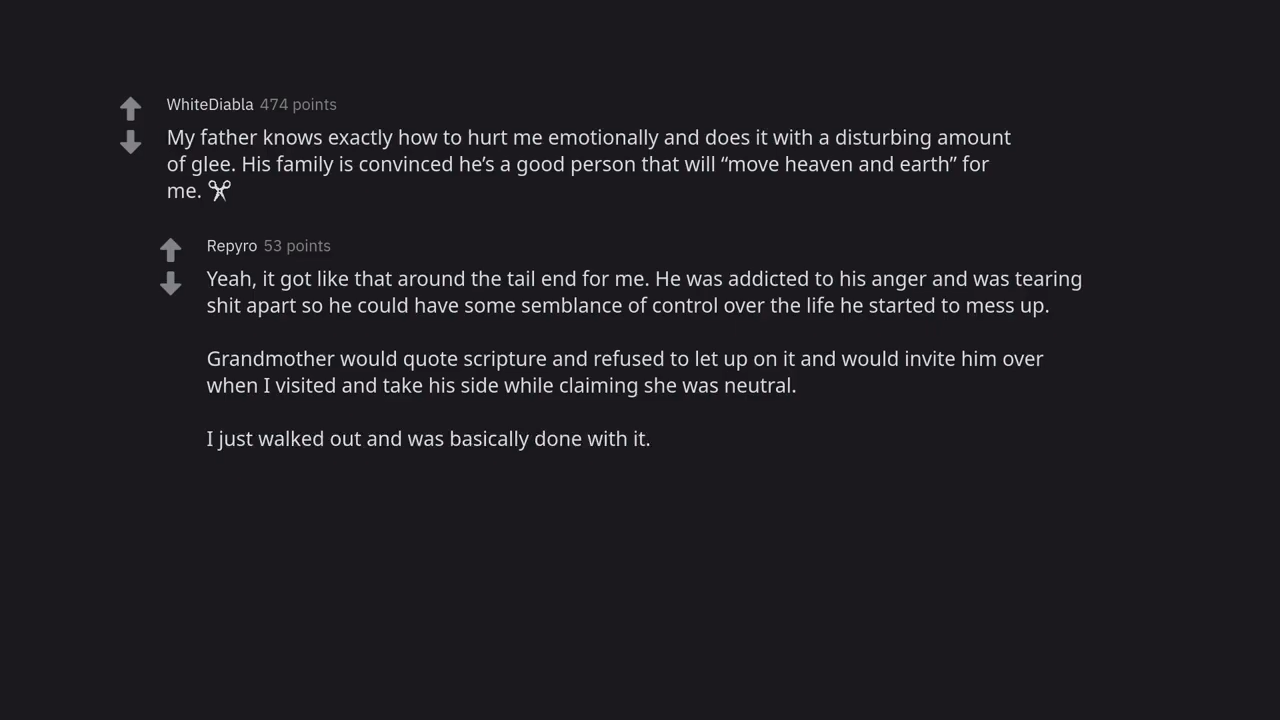 WhiteDiabla 474 points
My father knows exactly how to hurt me emotionally and does it with a disturbing amount
of glee. His family is convinced he’s a good person that will “move heaven and earth” for
me. ✂
Repyro 53 points
Yeah, it got like that around the tail end for me. He was addicted to his anger and was tearing
shit apart so he could have some semblance of control over the life he started to mess up.
Grandmother would quote scripture and refused to let up on it and would invite him over
when I visited and take his side while claiming she was neutral.
I just walked out and was basically done with it.